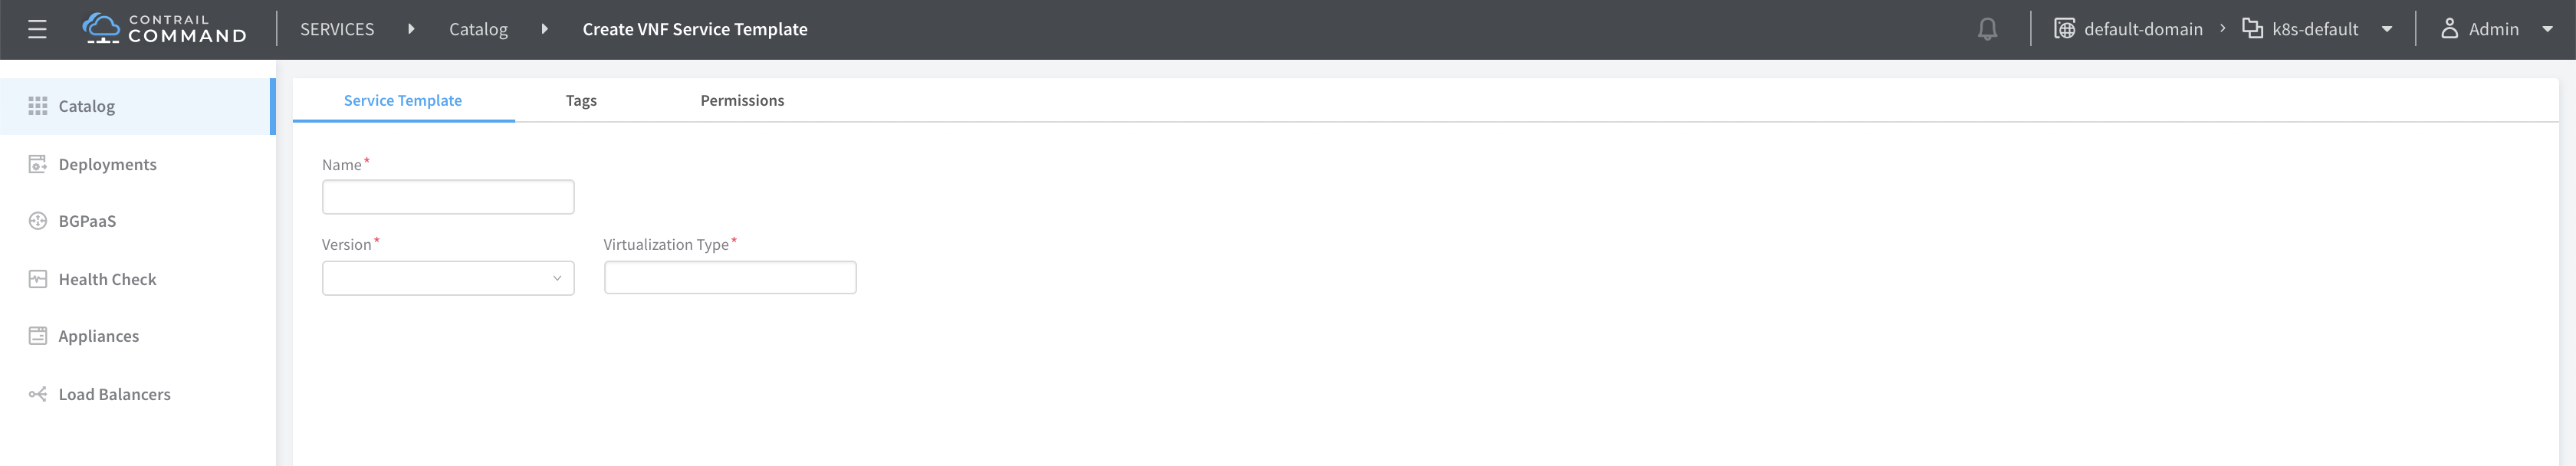 CONTRAIL
COMMAND
SERVICES Catalog Create VNF Service Template
default-domain k8s-default Admin
Catalog
Deployments
BGPaaS
Health Check
Appliances
Load Balancers
Service Template Tags Permissions
Name*
Version* Virtualization Type*